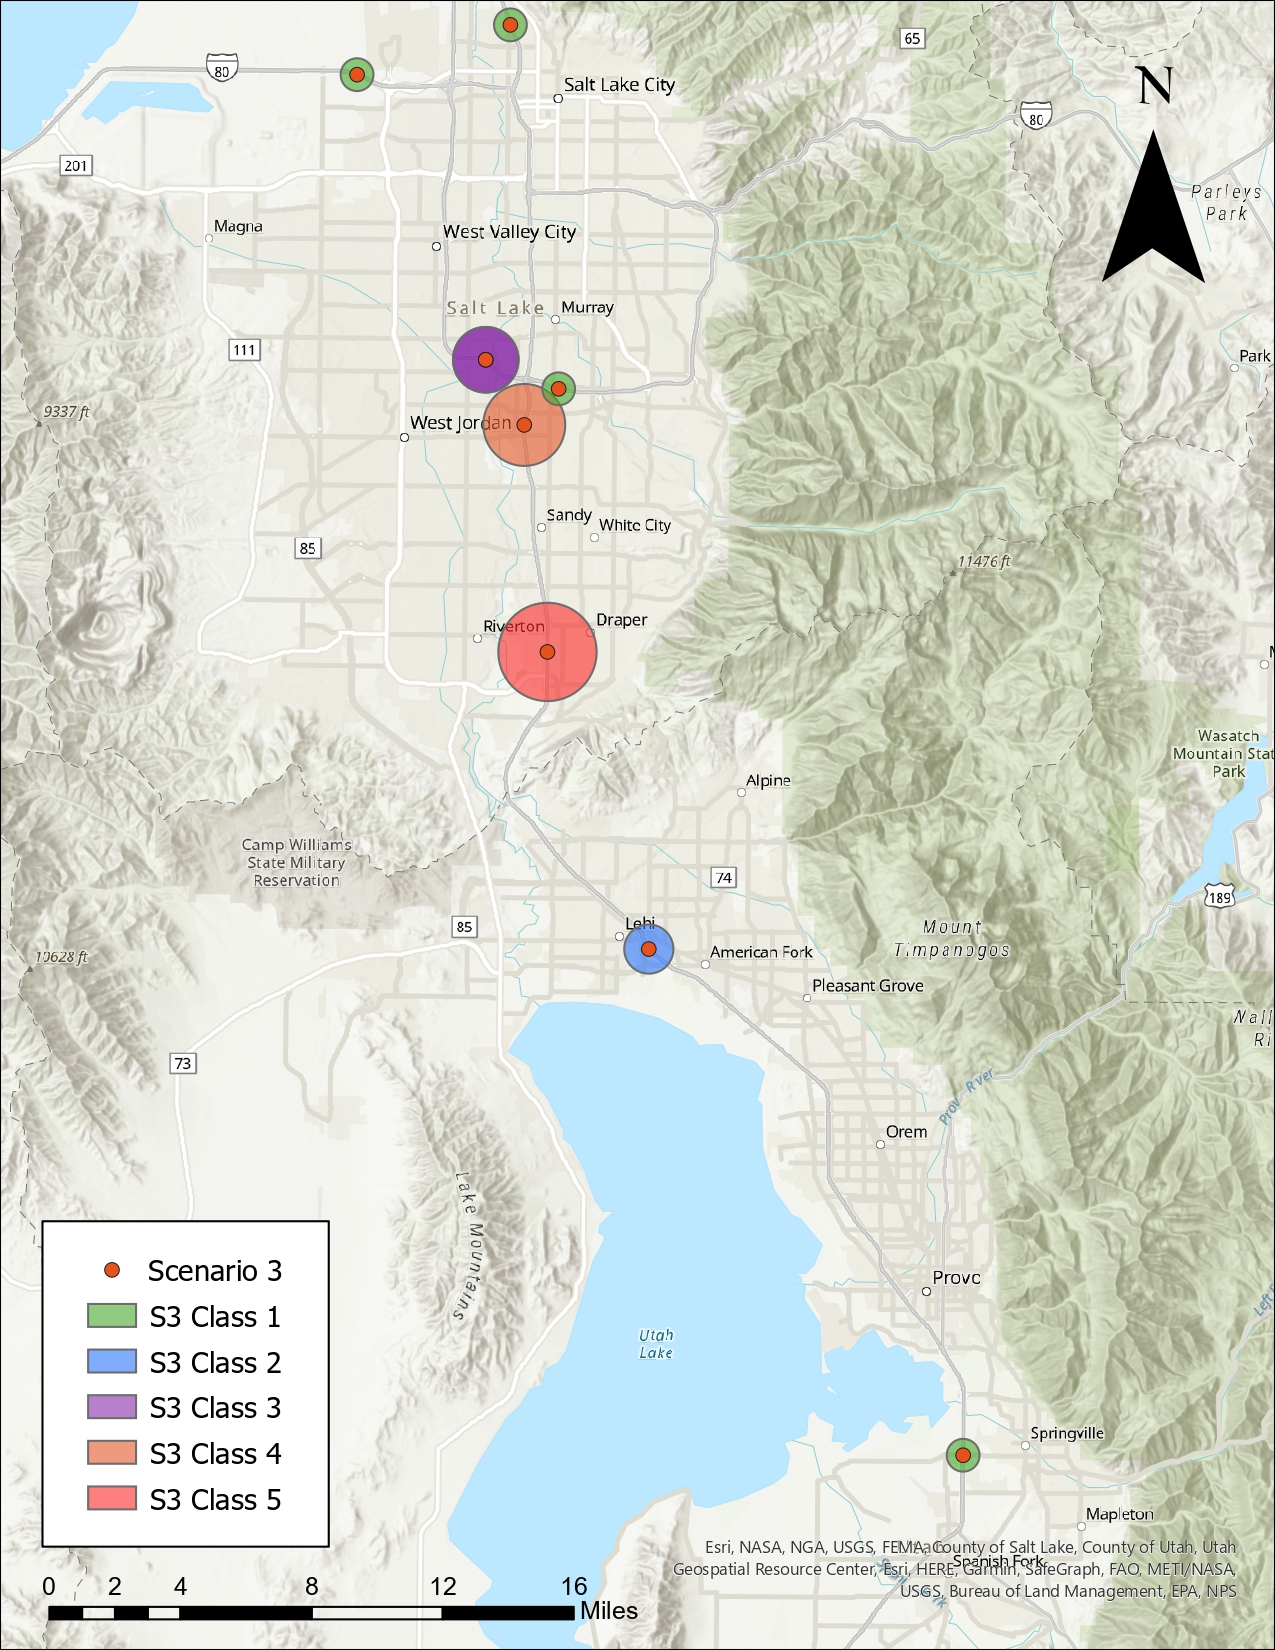 65
80
Salt Lake City
N
80
201
Parleys
Park
Magna
West Valley City
Salt Lake
Murray
111
Park
9337 ft
West Jordan
Sandy
White City
85
11476 ft
Riverton
Draper
Wasatch
Mountain Stat
Park
Alpine
Camp Williams
State Military
Reservation
74
189
85
Lehi
Mount
Timpanogos
American Fork
10628 ft
Pleasant Grove
Wall
Ri
73
Provo River
Orem
Lake Mountains
Provo
Left F
Utah
Lake
Scenario 3
S3 Class 1
S3 Class 2
S3 Class 3
S3 Class 4
S3 Class 5
Springville
Mapleton
Esri, NASA, NGA, USGS, FEMA, County of Salt Lake, County of Utah, Utah
Spanish Fork
Geospatial Resource Center, Esri, HERE, Garmin, SafeGraph, FAO, METI/NASA,
USGS, Bureau of Land Management, EPA, NPS
0 2 4 8 12 16
Miles